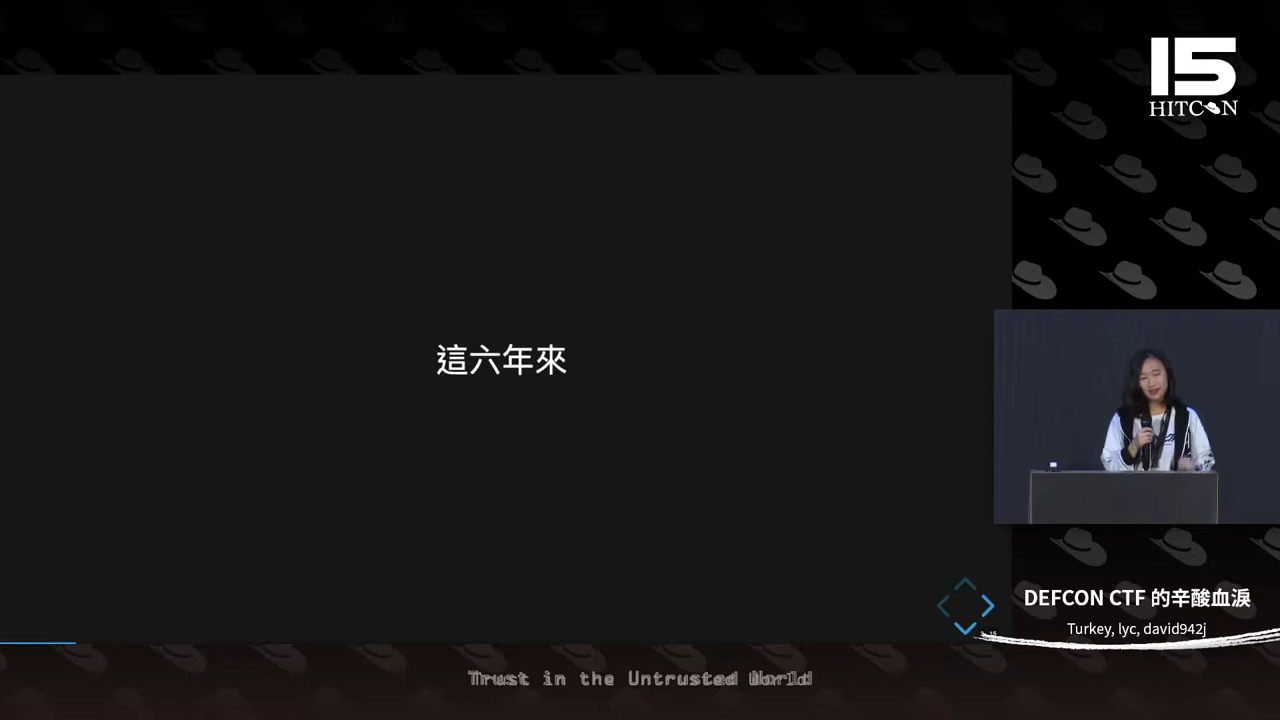 15
HITCON
這六年來
DEFCON CTF 的辛酸血淚
Turkey, lyc, david942j
Trust in the Untrusted World